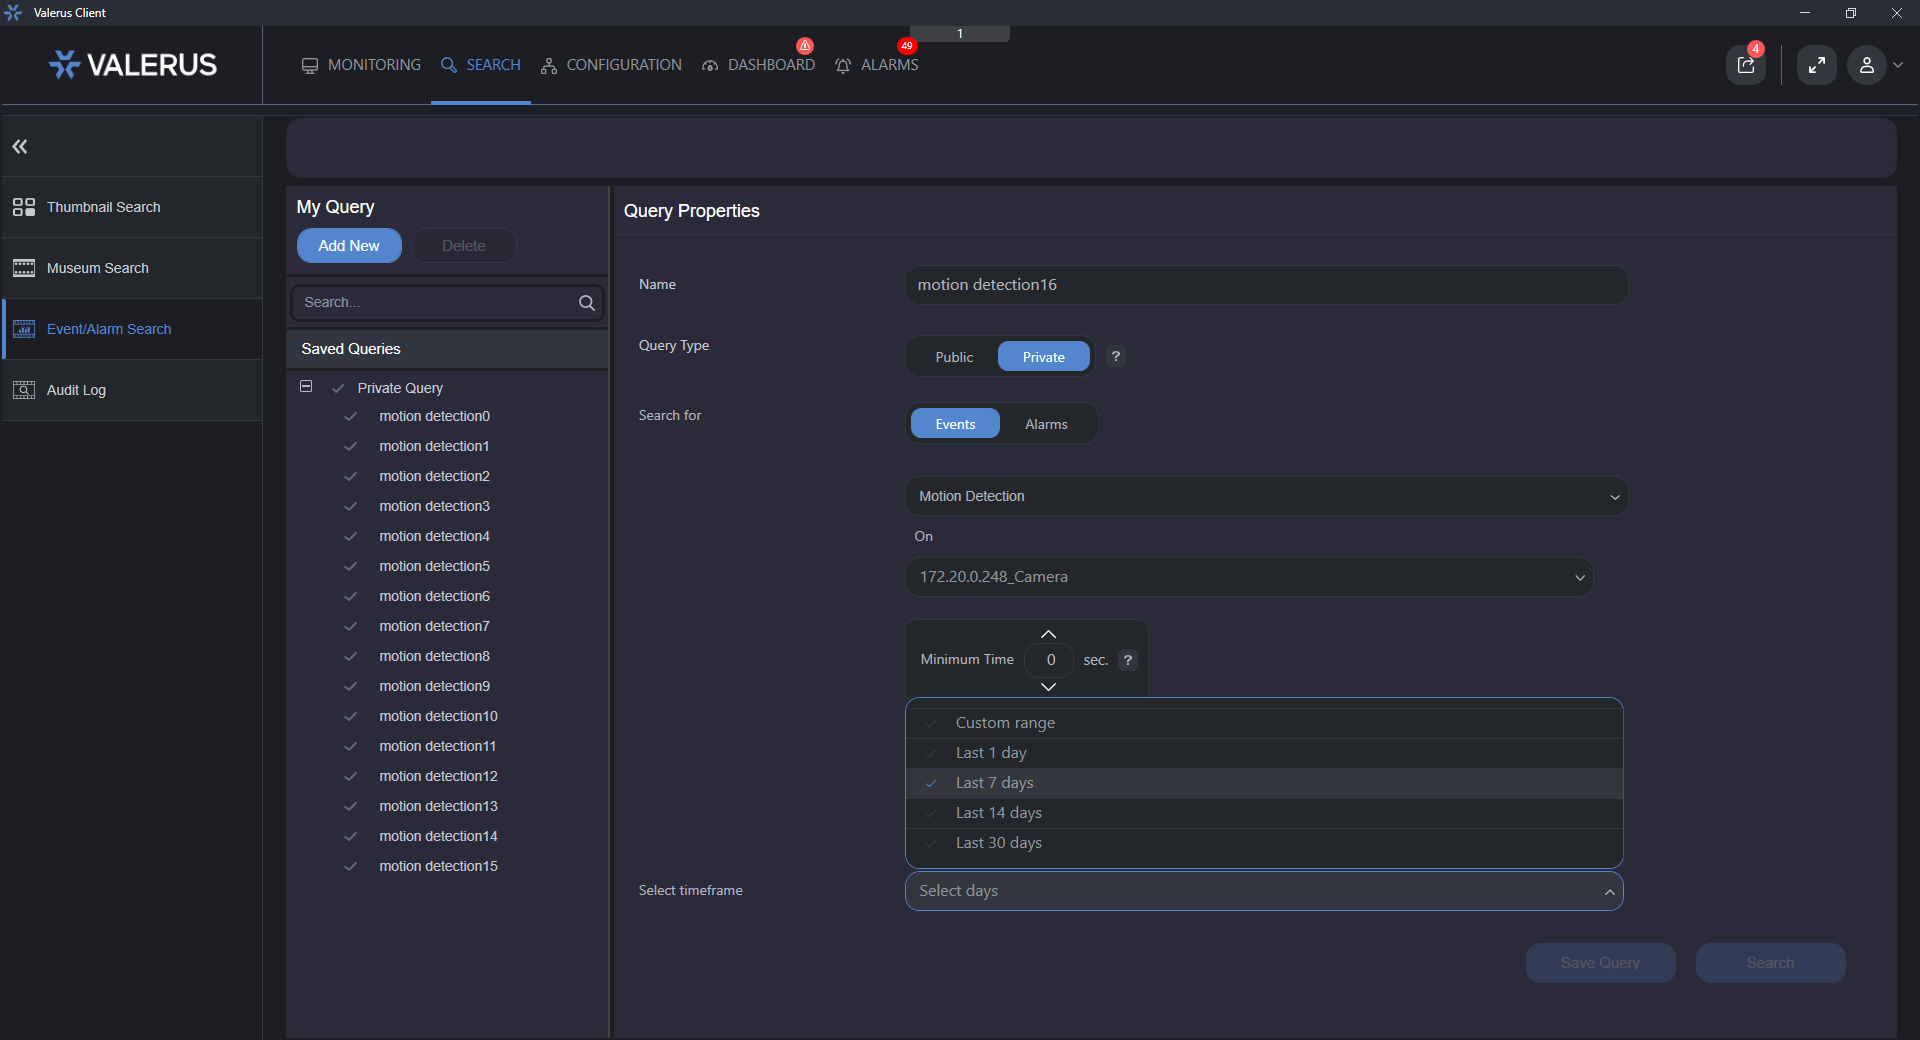 Valerus Client
VALERUS
MONITORING
SEARCH
CONFIGURATION
DASHBOARD
ALARMS
49
1
4
Thumbnail Search
Museum Search
Event/Alarm Search
Audit Log
My Query
Add New
Delete
Search...
Saved Queries
Private Query
motion detection0
motion detection1
motion detection2
motion detection3
motion detection4
motion detection5
motion detection6
motion detection7
motion detection8
motion detection9
motion detection10
motion detection11
motion detection12
motion detection13
motion detection14
motion detection15
Query Properties
Name
motion detection16
Query Type
Public
Private
?
Search for
Events
Alarms
Motion Detection
On
172.20.0.248_Camera
Minimum Time
0
sec.
?
Custom range
Last 1 day
Last 7 days
Last 14 days
Last 30 days
Select timeframe
Select days
Save Query
Search